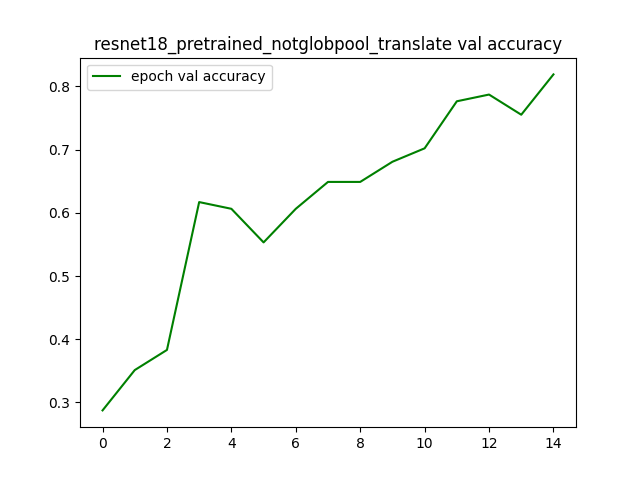 resnet18_pretrained_notglobpool_translate val accuracy
epoch val accuracy
0.8
0.7
0.6
0.5
0.4
0.3
0 2 4 6 8 10 12 14